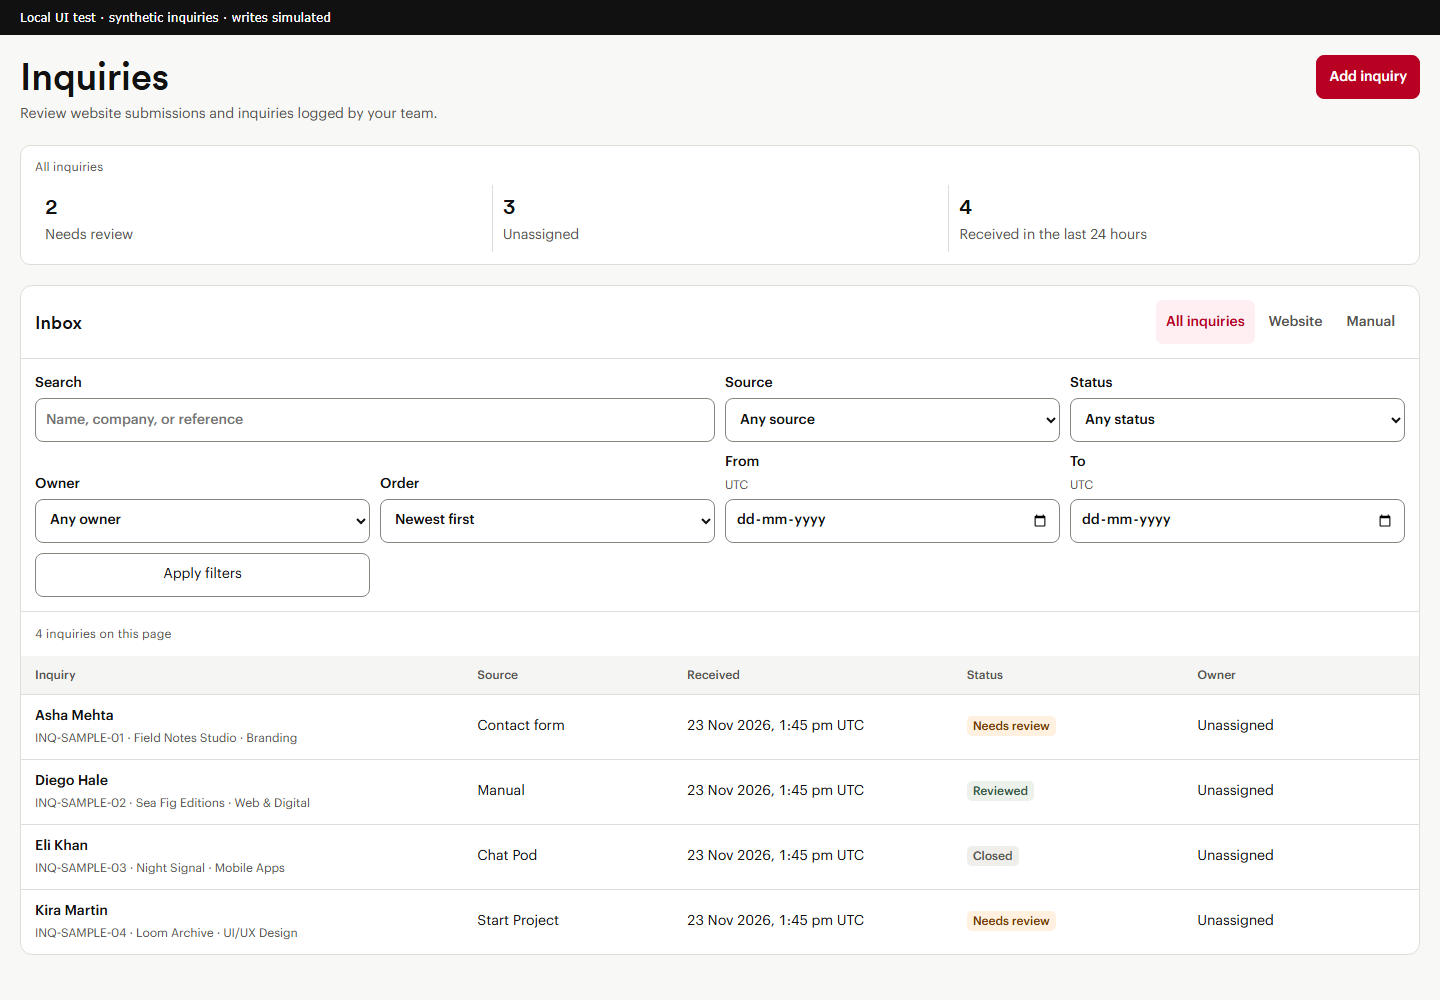 Local UI test · synthetic inquiries · writes simulated
Inquiries
Add inquiry
Review website submissions and inquiries logged by your team.
All inquiries
2
Needs review
3
Unassigned
4
Received in the last 24 hours
Inbox
All inquiries Website Manual
Search
Name, company, or reference
Source
Any source
Status
Any status
Owner
Any owner
Order
Newest first
From
UTC
dd-mm-yyyy
To
UTC
dd-mm-yyyy
Apply filters
4 inquiries on this page
Inquiry Source Received Status Owner
Asha Mehta
INQ-SAMPLE-01 · Field Notes Studio · Branding
Contact form 23 Nov 2026, 1:45 pm UTC Needs review Unassigned
Diego Hale
INQ-SAMPLE-02 · Sea Fig Editions · Web & Digital
Manual 23 Nov 2026, 1:45 pm UTC Reviewed Unassigned
Eli Khan
INQ-SAMPLE-03 · Night Signal · Mobile Apps
Chat Pod 23 Nov 2026, 1:45 pm UTC Closed Unassigned
Kira Martin
INQ-SAMPLE-04 · Loom Archive · UI/UX Design
Start Project 23 Nov 2026, 1:45 pm UTC Needs review Unassigned